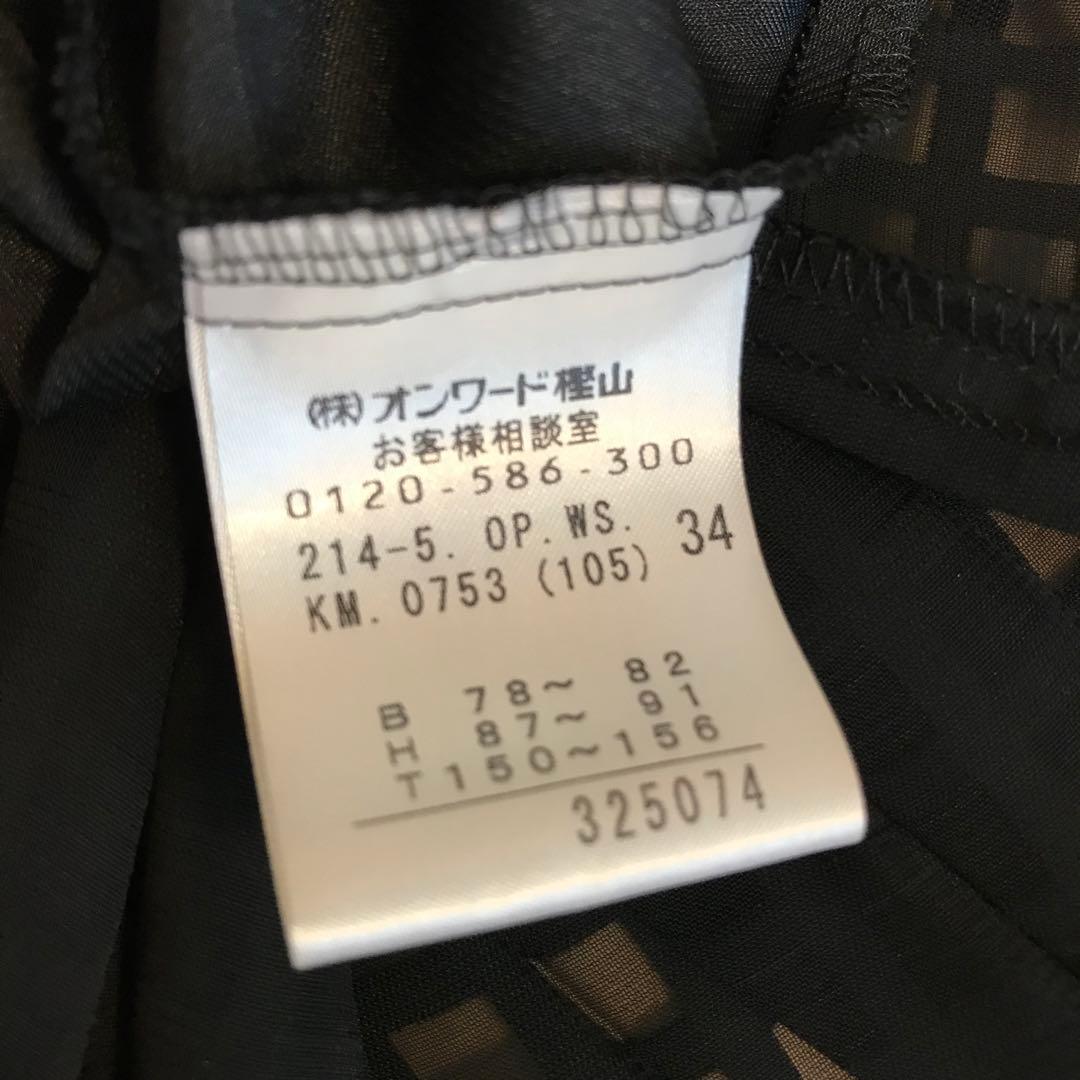 (株)オンワード樫山
お客様相談室
0120-586-300
214-5. OP. WS. 34
KM. 0753 (105)
B 78～ 82
H 87～ 91
T150～156
325074